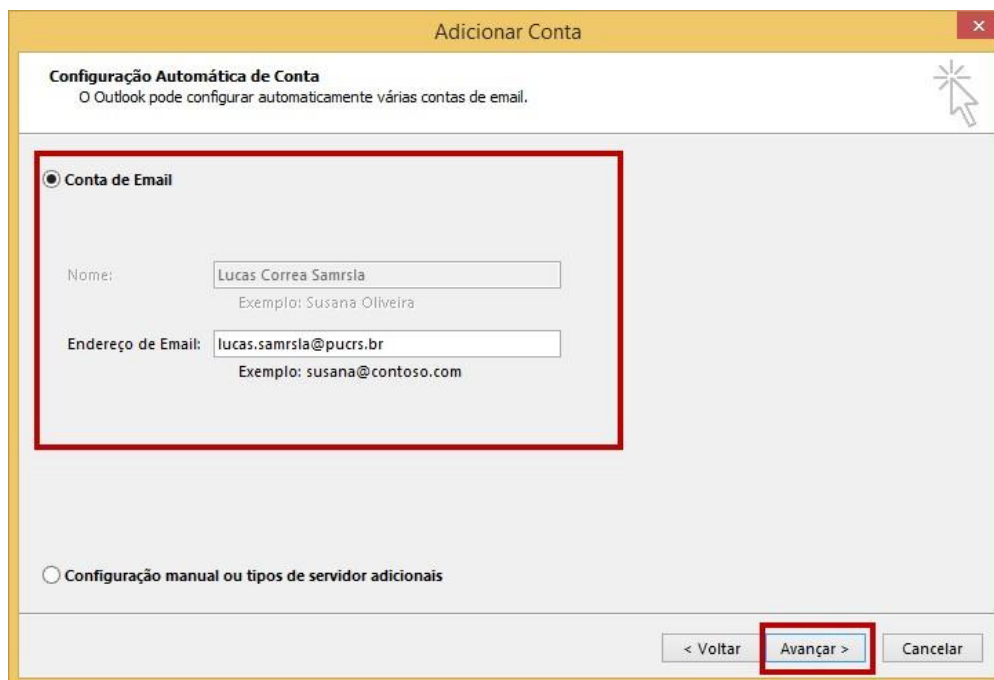 Adicionar Conta
Configuração Automática de Conta
O Outlook pode configurar automaticamente várias contas de email.
Conta de Email
Nome: Lucas Correa Samrsla
Exemplo: Susana Oliveira
Endereço de Email: lucas.samrsla@pucrs.br
Exemplo: susana@contoso.com
Configuração manual ou tipos de servidor adicionais
< Voltar Avançar > Cancelar